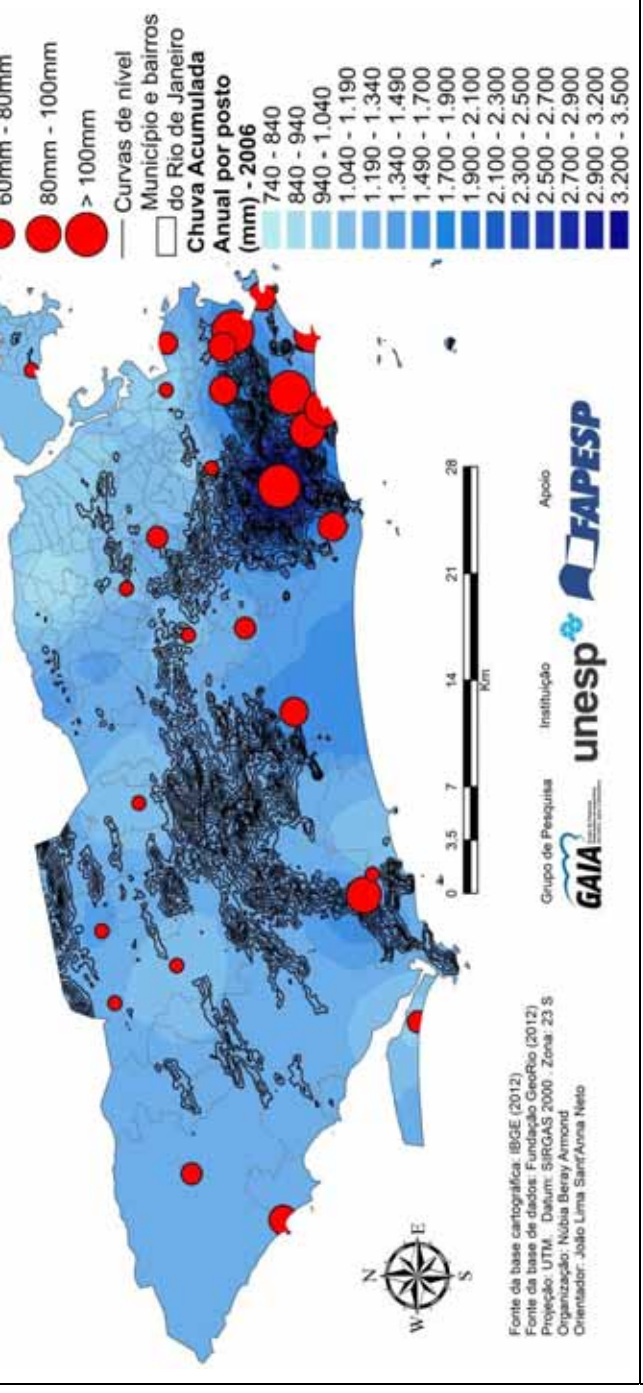 60mm - 80mm
80mm - 100mm
> 100mm
Curvas de nível
Município e bairros
do Rio de Janeiro
Chuva Acumulada
Anual por posto
(mm) - 2006
740 - 840
840 - 940
940 - 1.040
1.040 - 1.190
1.190 - 1.340
1.340 - 1.490
1.490 - 1.700
1.700 - 1.900
1.900 - 2.100
2.100 - 2.300
2.300 - 2.500
2.500 - 2.700
2.700 - 2.900
2.900 - 3.200
3.200 - 3.500
N
W E
S
0 3,5 7 14 21 28
Km
Fonte da base cartográfica: IBGE (2012)
Fonte da base de dados: Fundação GeoRio (2012)
Projeção: UTM. Datum: SIRGAS 2000 . Zona: 23 S
Organização: Núbia Beray Armond
Orientador: João Lima Sant'Anna Neto
Grupo de Pesquisa
GAIA
Instituição
unesp
Apoio
FAPESP